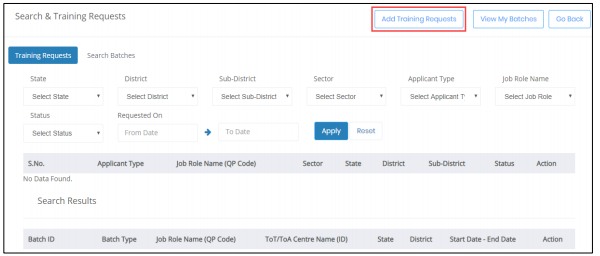 Search & Training Requests Add Training Requests View My Batches Go Back
Training Requests Search Batches
State District Sub-District Sector Applicant Type Job Role Name
Select State Select District Select Sub-District Select Sector Select Applicant T Select Job Role
Status Requested On
Select Status From Date To Date Apply Reset
S.No. Applicant Type Job Role Name (QP Code) Sector State District Sub-District Status Action
No Data Found.
Search Results
Batch ID Batch Type Job Role Name (QP Code) ToT/ToA Centre Name (ID) State District Start Date - End Date Action